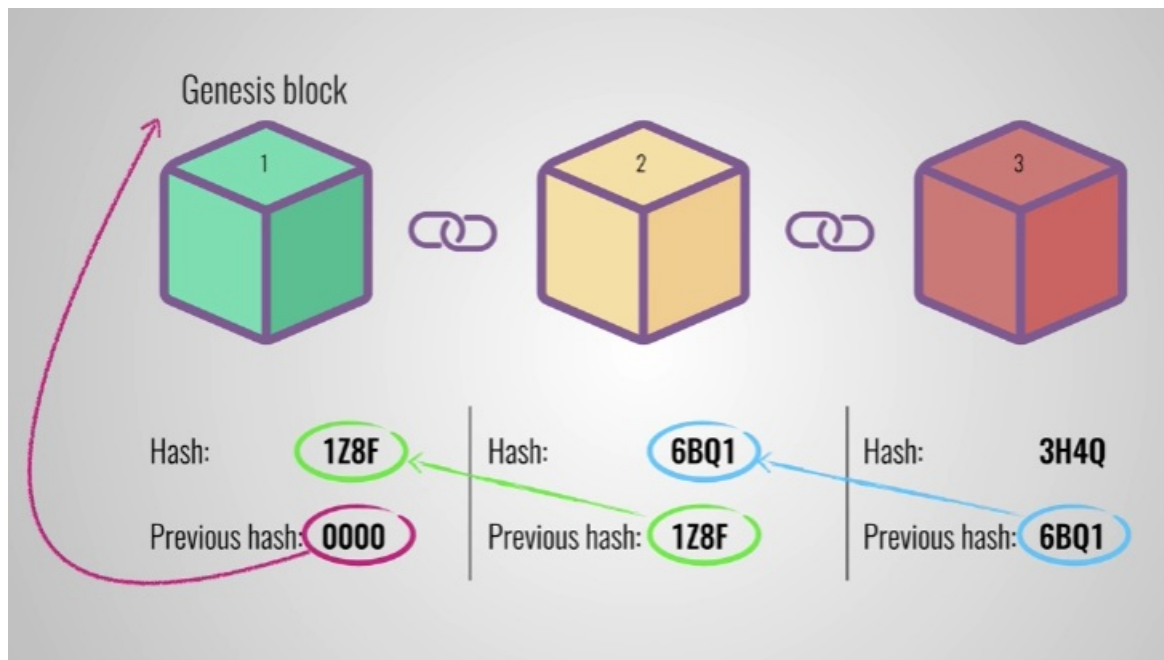 Genesis block
1
2
3
Hash: 1Z8F
Previous hash: 0000
Hash: 6BQ1
Previous hash: 1Z8F
Hash: 3H4Q
Previous hash: 6BQ1